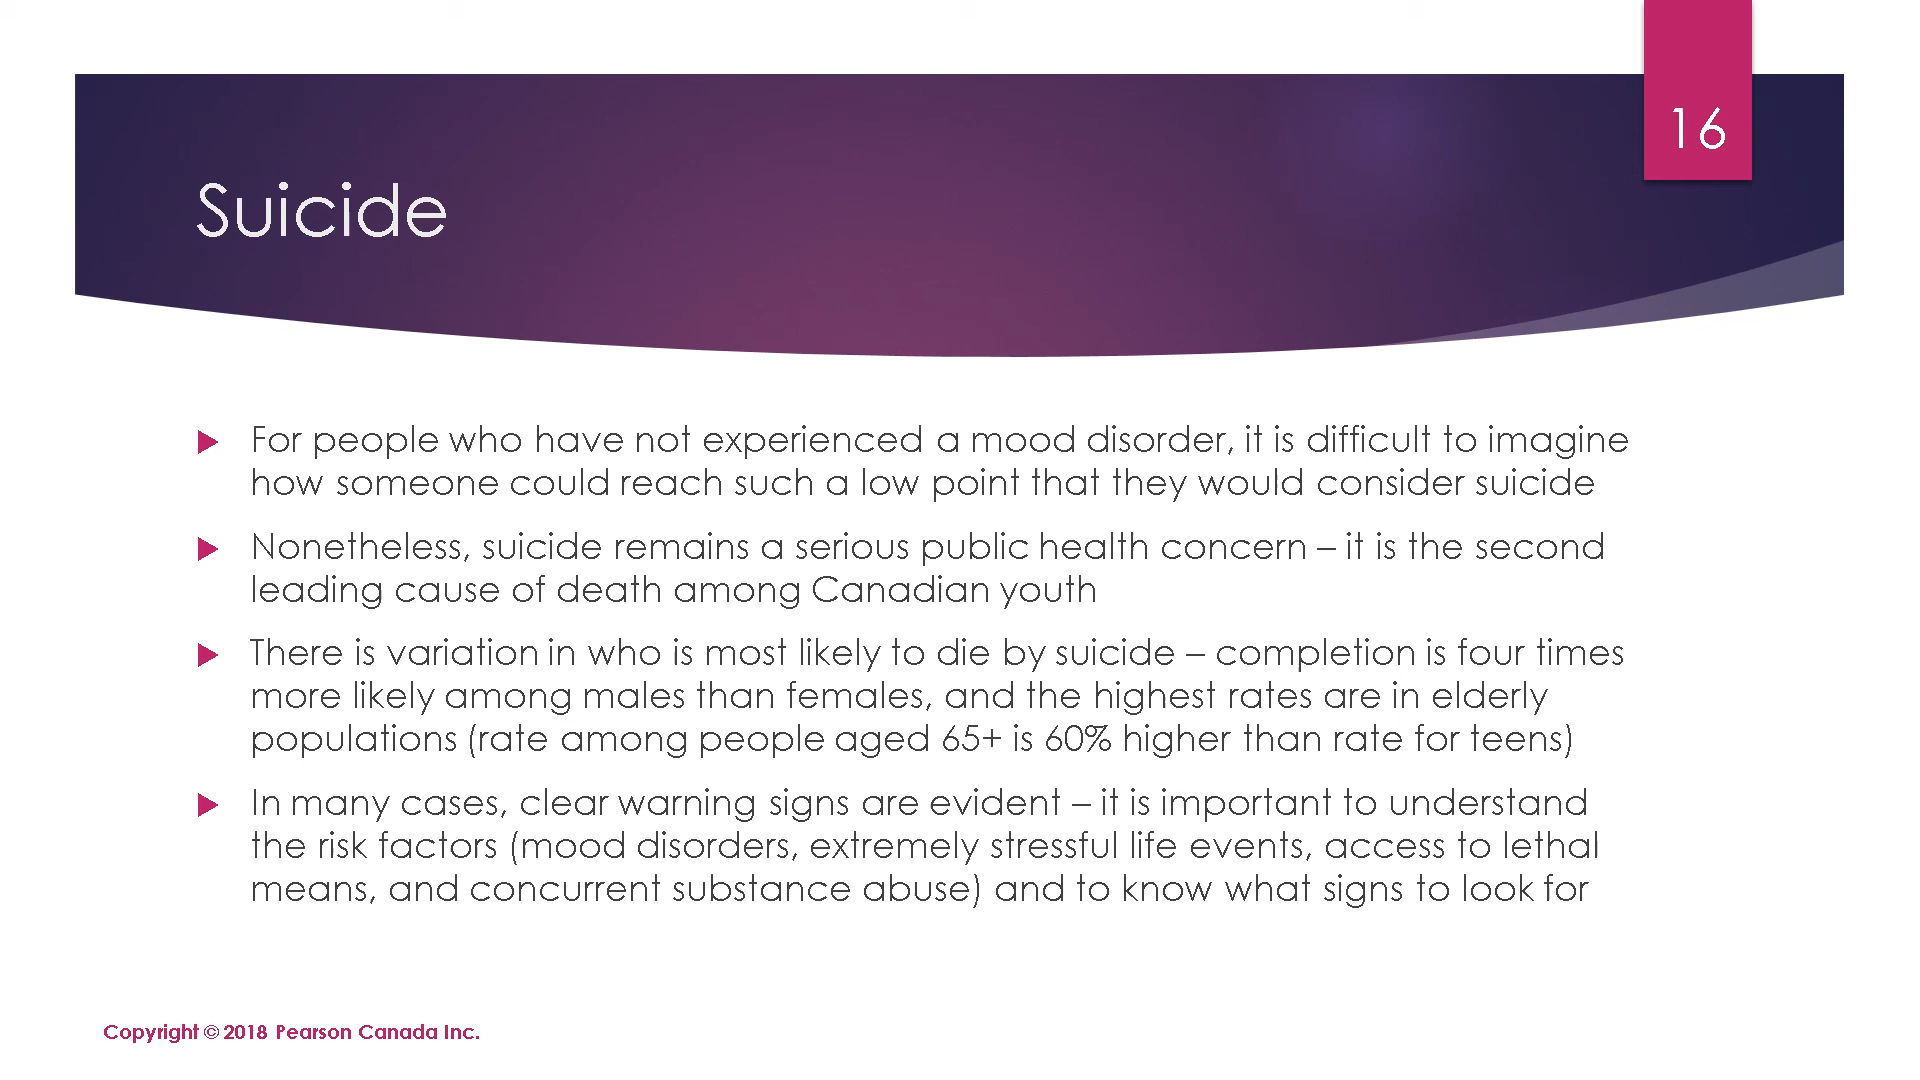 16
Suicide
For people who have not experienced a mood disorder, it is difficult to imagine
how someone could reach such a low point that they would consider suicide
Nonetheless, suicide remains a serious public health concern – it is the second
leading cause of death among Canadian youth
There is variation in who is most likely to die by suicide – completion is four times
more likely among males than females, and the highest rates are in elderly
populations (rate among people aged 65+ is 60% higher than rate for teens)
In many cases, clear warning signs are evident – it is important to understand
the risk factors (mood disorders, extremely stressful life events, access to lethal
means, and concurrent substance abuse) and to know what signs to look for
Copyright © 2018 Pearson Canada Inc.